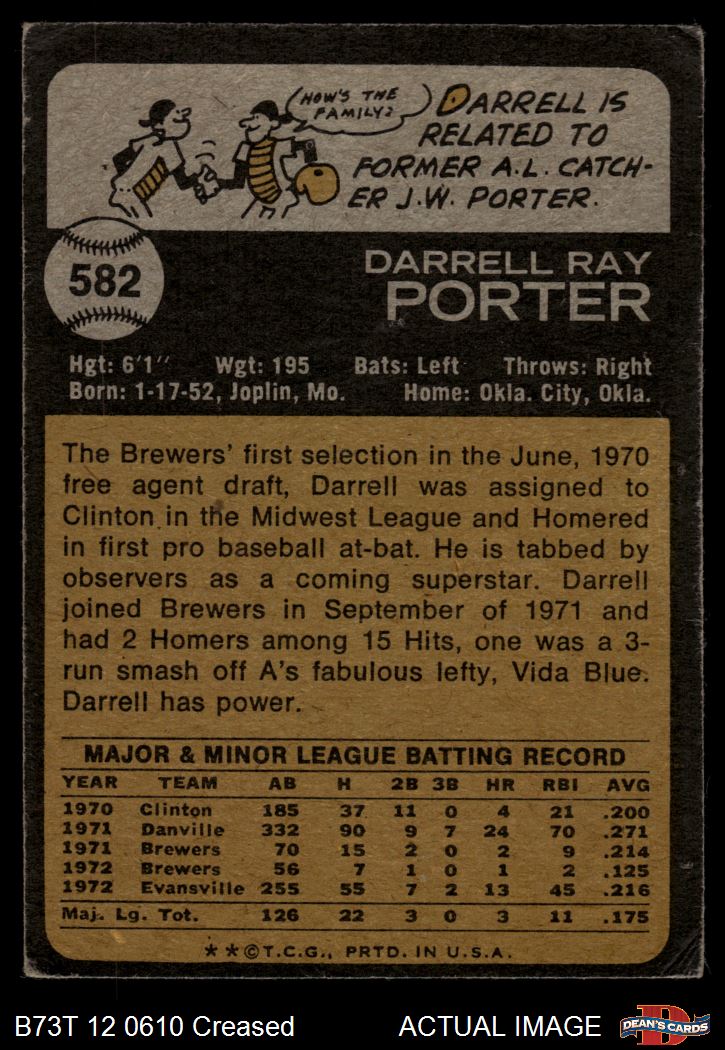 HOW'S THE
FAMILY?
DARRELL IS
RELATED TO
FORMER A.L. CATCH-
ER J.W. PORTER.
582
DARRELL RAY
PORTER
Hgt: 6'1" Wgt: 195 Bats: Left Throws: Right
Born: 1-17-52, Joplin, Mo. Home: Okla. City, Okla.
The Brewers' first selection in the June, 1970
free agent draft, Darrell was assigned to
Clinton in the Midwest League and Homered
in first pro baseball at-bat. He is tabbed by
observers as a coming superstar. Darrell
joined Brewers in September of 1971 and
had 2 Homers among 15 Hits, one was a 3-
run smash off A's fabulous lefty, Vida Blue.
Darrell has power.
MAJOR & MINOR LEAGUE BATTING RECORD
YEAR TEAM AB H 2B 3B HR RBI AVG
1970 Clinton 185 37 11 0 4 21 .200
1971 Danville 332 90 9 7 24 70 .271
1971 Brewers 70 15 2 0 2 9 .214
1972 Brewers 56 7 1 0 1 2 .125
1972 Evansville 255 55 7 2 13 45 .216
Maj. Lg. Tot. 126 22 3 0 3 11 .175
**©T.C.G., PRTD. IN U.S.A.
B73T 12 0610 Creased ACTUAL IMAGE
DEAN'S CARDS